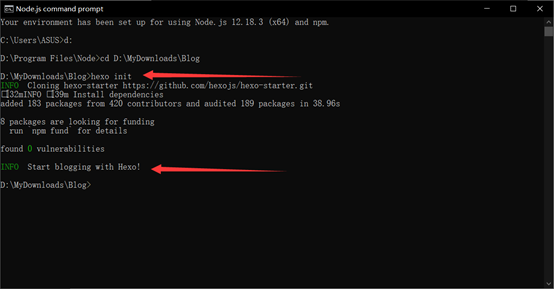 Node.js command prompt
Your environment has been set up for using Node.js 12.18.3 (x64) and npm.
C:\Users\ASUS>d:
D:\Program Files\Node>cd D:\MyDownloads\Blog
D:\MyDownloads\Blog>hexo init
INFO  Cloning hexo-starter https://github.com/hexojs/hexo-starter.git
[32mINFO [39m Install dependencies
added 183 packages from 420 contributors and audited 189 packages in 38.96s
8 packages are looking for funding
  run `npm fund` for details
found 0 vulnerabilities
INFO  Start blogging with Hexo!
D:\MyDownloads\Blog>